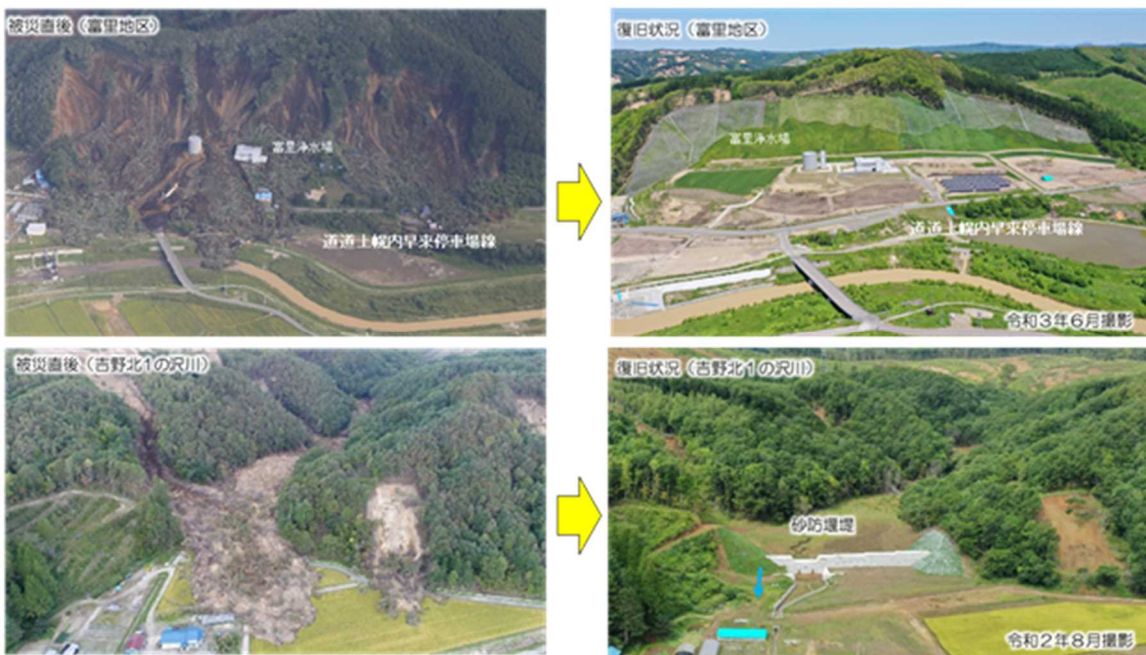 被災直後（富里地区）
富里浄水場
道道上幌内早来停車場線
復旧状況（富里地区）
富里浄水場
道道上幌内早来停車場線
令和3年6月撮影
被災直後（吉野北1の沢川）
復旧状況（吉野北1の沢川）
砂防堰堤
令和2年8月撮影